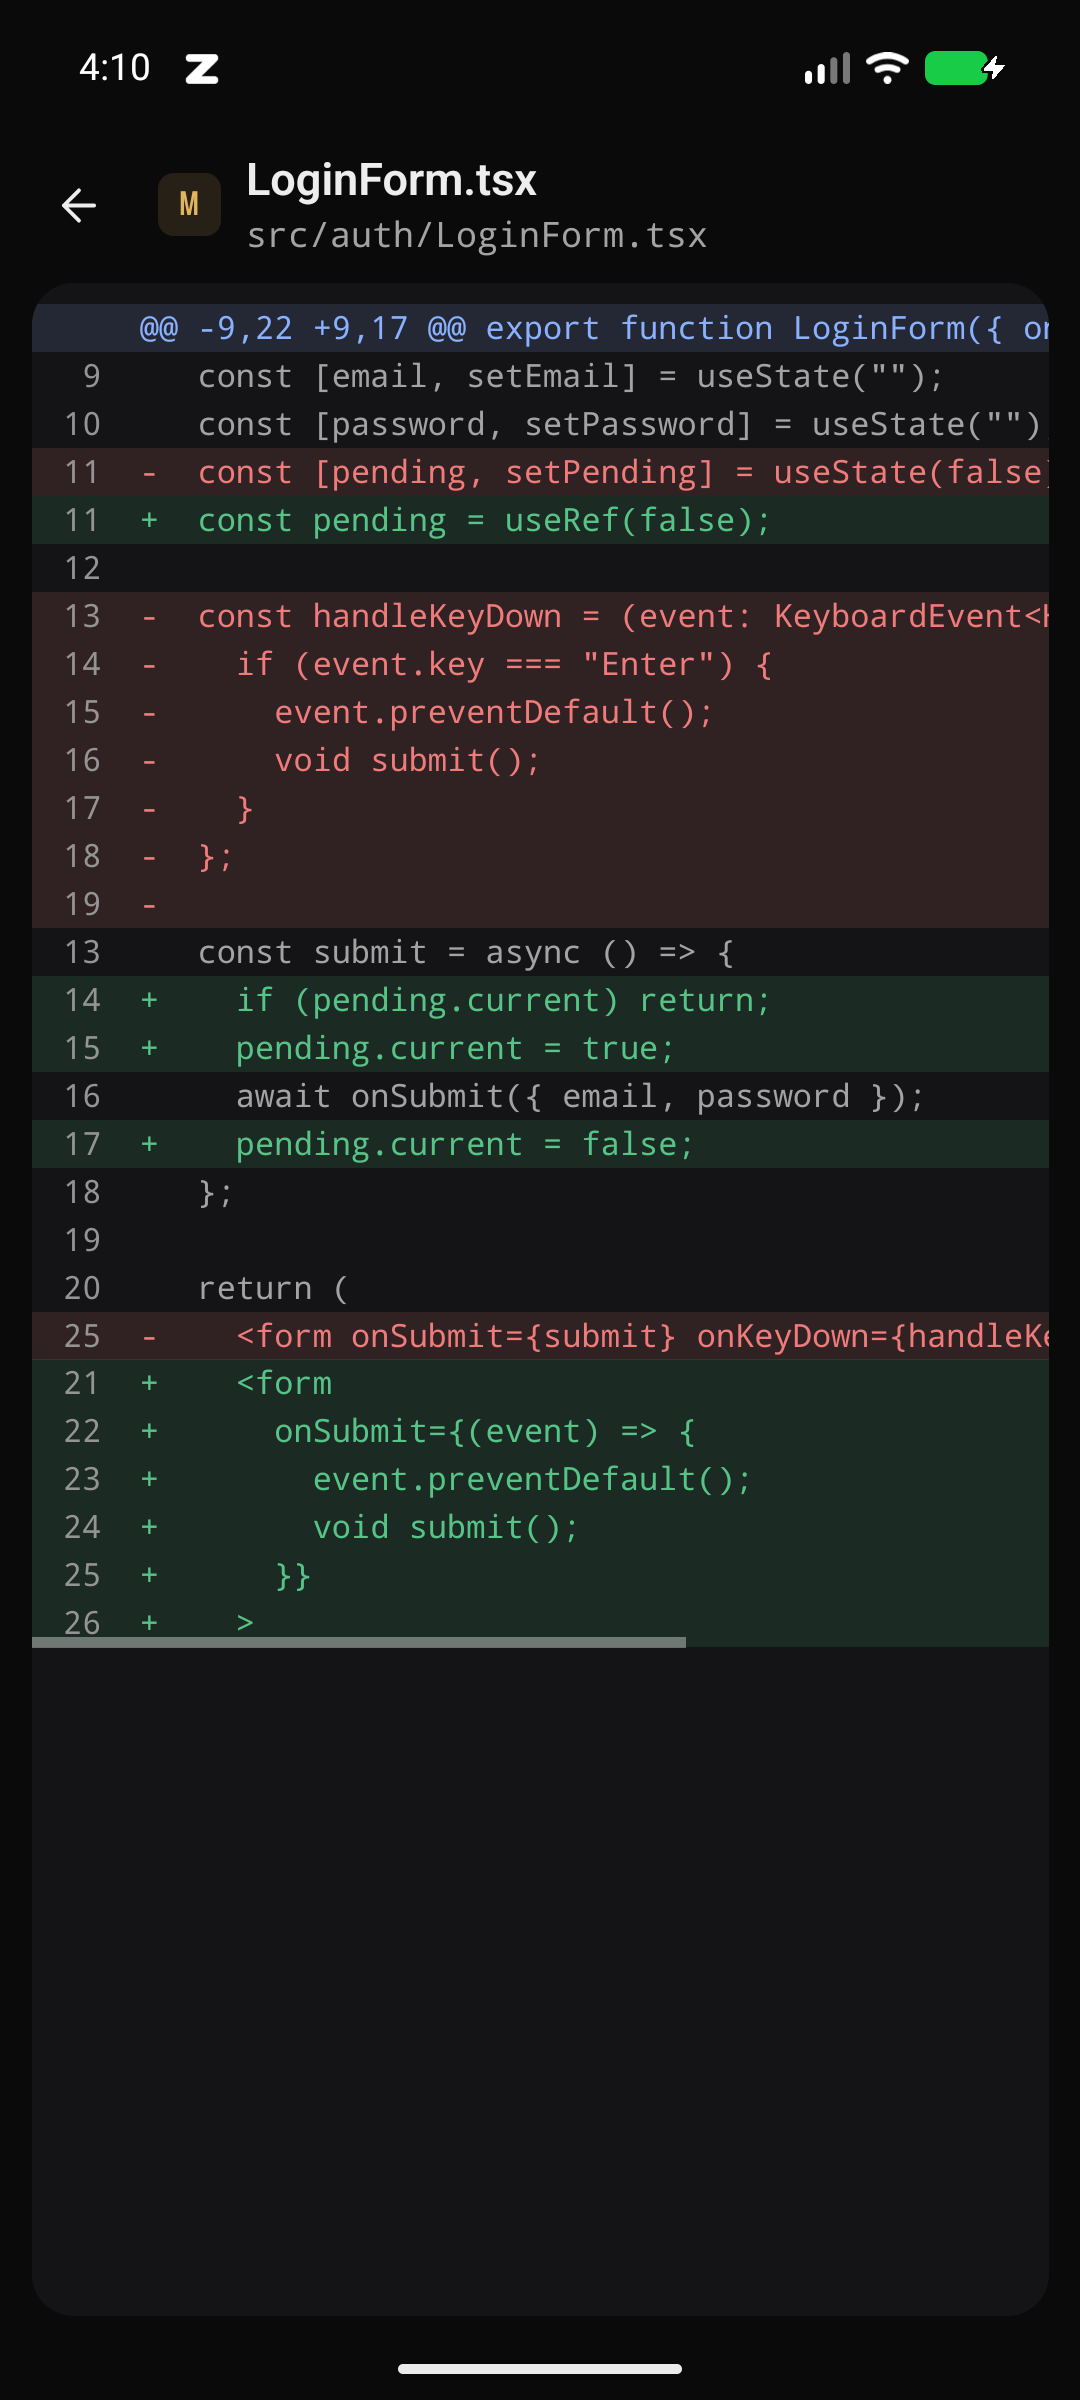 4:10
M
LoginForm.tsx
src/auth/LoginForm.tsx
@@ -9,22 +9,17 @@ export function LoginForm({ on
9 const [email, setEmail] = useState("");
10 const [password, setPassword] = useState("")
11 - const [pending, setPending] = useState(false)
11 + const pending = useRef(false);
12
13 - const handleKeyDown = (event: KeyboardEvent<
14 - if (event.key === "Enter") {
15 - event.preventDefault();
16 - void submit();
17 - }
18 - };
19 -
13 const submit = async () => {
14 + if (pending.current) return;
15 + pending.current = true;
16 await onSubmit({ email, password });
17 + pending.current = false;
18 };
19
20 return (
25 - <form onSubmit={submit} onKeyDown={handleKe
21 + <form
22 + onSubmit={(event) => {
23 + event.preventDefault();
24 + void submit();
25 + }}
26 + >